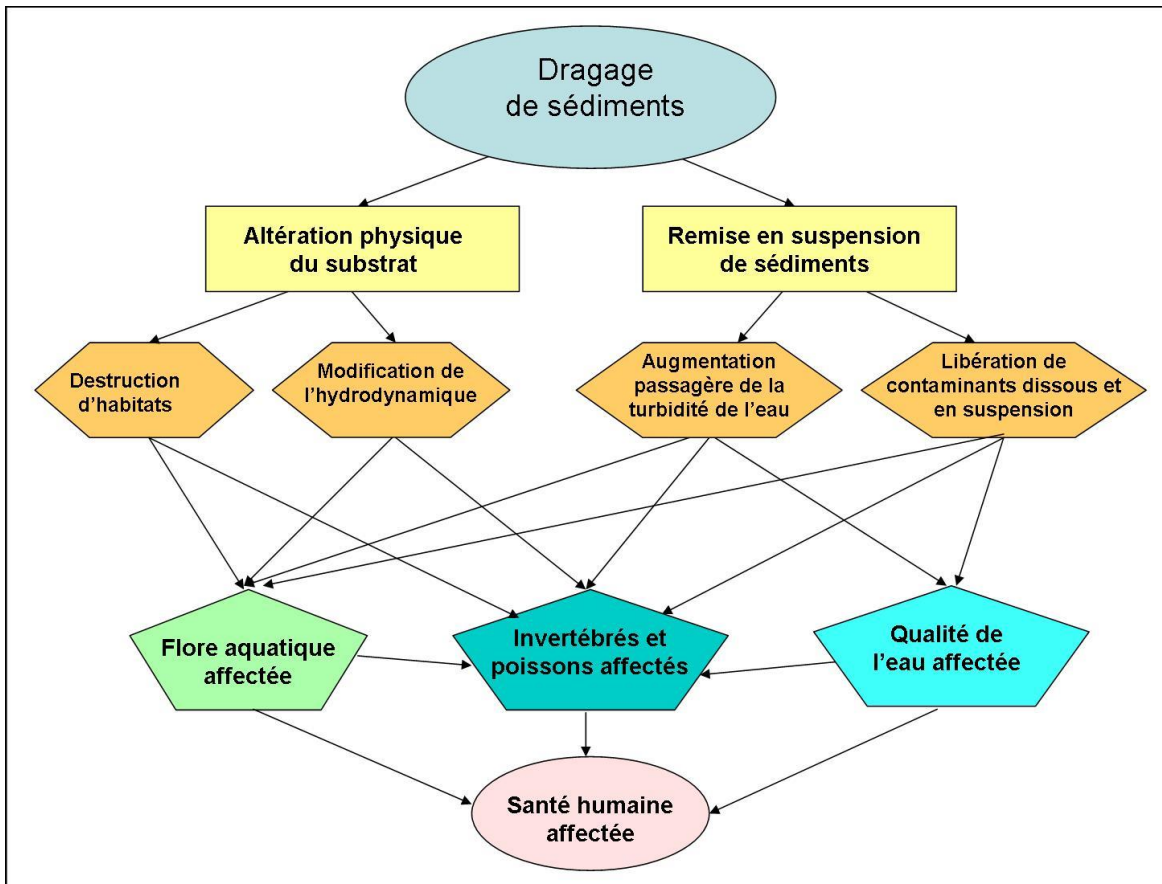 Dragage
de sédiments
Altération physique
du substrat
Remise en suspension
de sédiments
Destruction
d'habitats
Modification de
l'hydrodynamique
Augmentation
passagère de la
turbidité de l'eau
Libération de
contaminants dissous et
en suspension
Flore aquatique
affectée
Invertébrés et
poissons affectés
Qualité de
l'eau affectée
Santé humaine
affectée